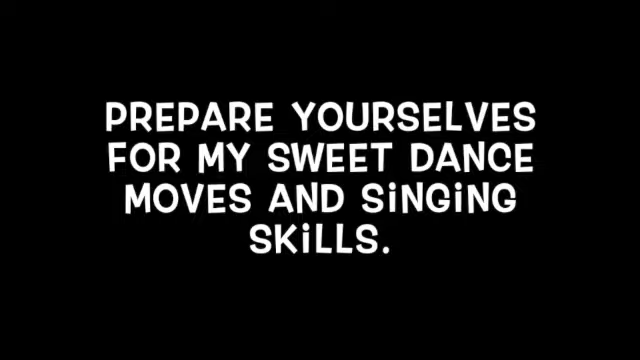 PREPARE YOURSELVES
FOR MY SWEET DANCE
MOVES AND SiNGiNG
SKiLLS.